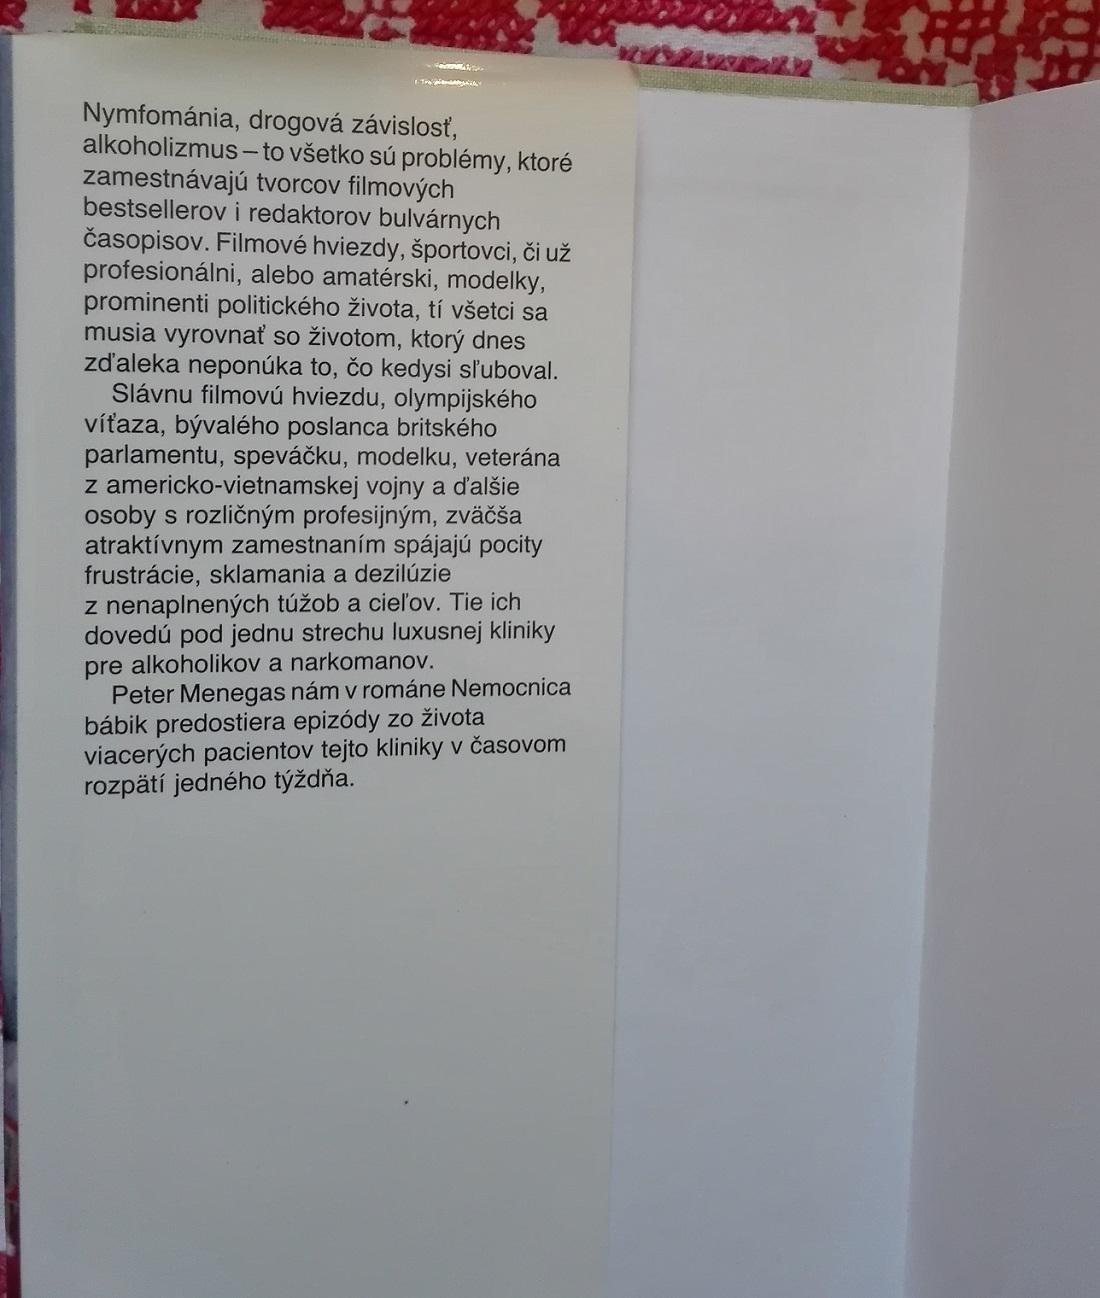 Nymfománia, drogová závislosť,
alkoholizmus – to všetko sú problémy, ktoré
zamestnávajú tvorcov filmových
bestsellerov i redaktorov bulvárnych
časopisov. Filmové hviezdy, športovci, či už
profesionálni, alebo amatérski, modelky,
prominenti politického života, tí všetci sa
musia vyrovnať so životom, ktorý dnes
zďaleka neponúka to, čo kedysi sľuboval.
Slávnu filmovú hviezdu, olympijského
víťaza, bývalého poslanca britského
parlamentu, speváčku, modelku, veterána
z americko-vietnamskej vojny a ďalšie
osoby s rozličným profesijným, zväčša
atraktívnym zamestnaním spájajú pocity
frustrácie, sklamania a dezilúzie
z nenaplnených túžob a cieľov. Tie ich
dovedú pod jednu strechu luxusnej kliniky
pre alkoholikov a narkomanov.
Peter Menegas nám v románe Nemocnica
bábik predostiera epizódy zo života
viacerých pacientov tejto kliniky v časovom
rozpätí jedného týždňa.